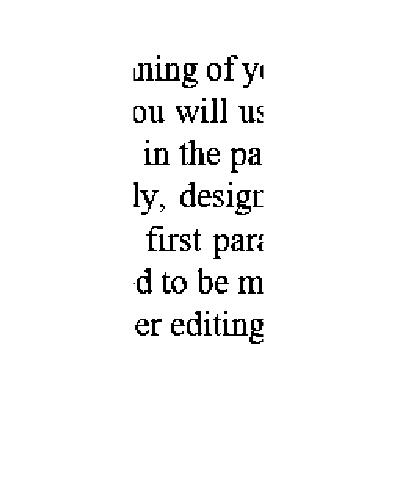 ning of y
ou will us
in the pa
ly, design
first para
d to be m
er editing